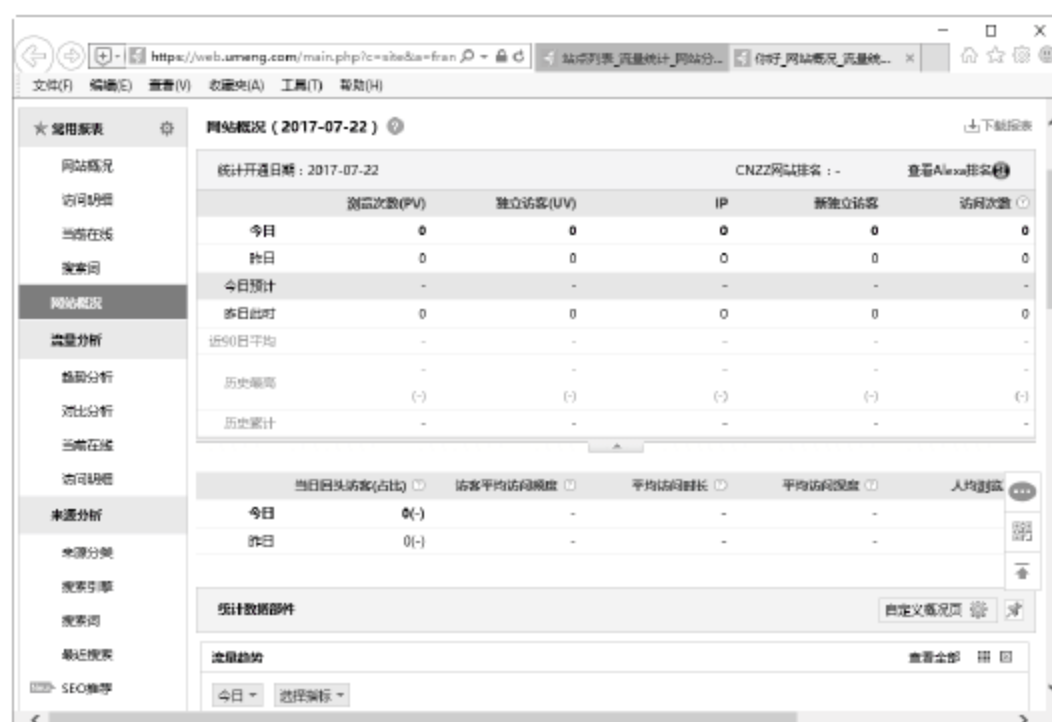 https://web.umeng.com/main.php?c=site&a=fran
站点列表_流量统计_网站分...
你好_网站概况_流量统... ×
文件(F) 编辑(E) 查看(V) 收藏夹(A) 工具(T) 帮助(H)
常用报表
网站概况
访问明细
当前在线
搜索词
网站概况
流量分析
趋势分析
对比分析
当前在线
访问明细
来源分析
来源分类
搜索引擎
搜索词
最近搜索
SEO推荐
网站概况 ( 2017-07-22 ) ?
下载报表
统计开通日期 : 2017-07-22 CNZZ网站排名 : - 查看Alexa排名
浏览次数(PV) 独立访客(UV) IP 新独立访客 访问次数 ?
今日 0 0 0 0 0
昨日 0 0 0 0 0
今日预计 - - - - -
昨日此时 0 0 0 0 0
近90日平均 - - - - -
历史最高 - - - - -
(-) (-) (-) (-) (-)
历史累计 - - - - -
当日回头访客(占比) ? 访客平均访问频度 ? 平均访问时长 ? 平均访问深度 ? 人均浏览
今日 0(-) - - -
昨日 0(-) - - -
统计数据部件 自定义概况页
流量趋势 查看全部
今日 选择指标